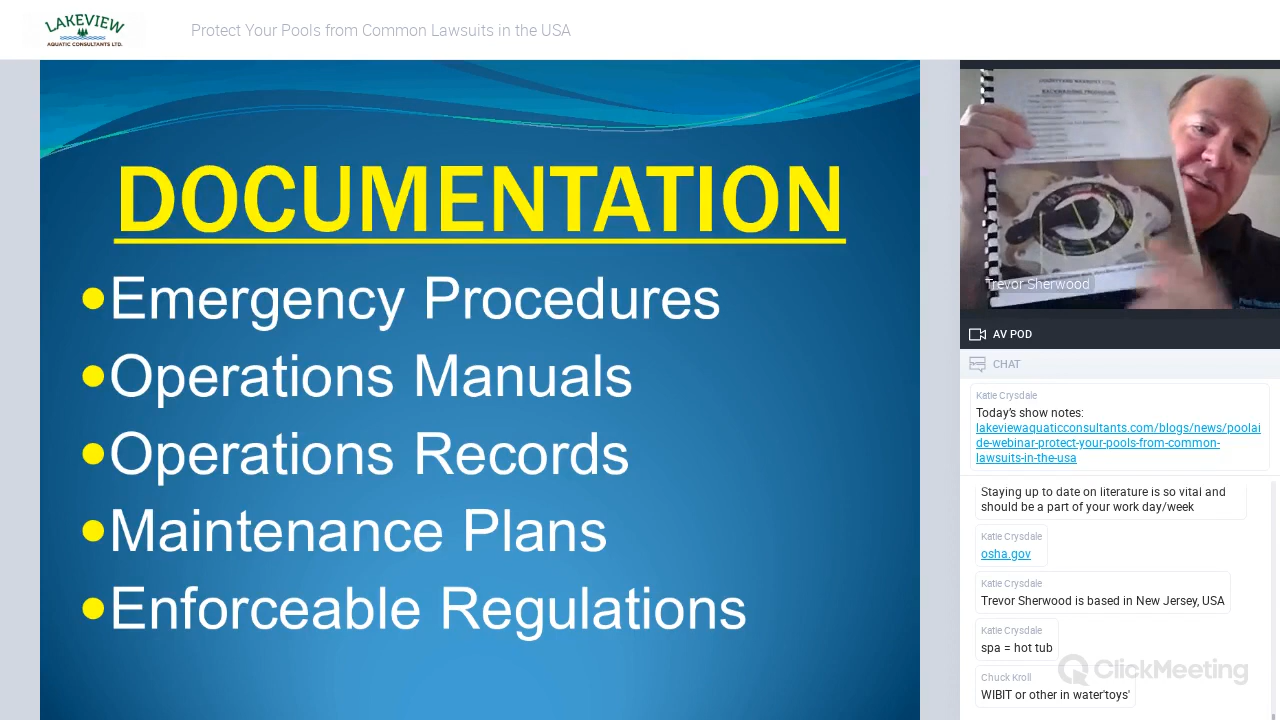 LAKEVIEW
AQUATIC CONSULTANTS LTD.
Protect Your Pools from Common Lawsuits in the USA
DOCUMENTATION
•Emergency Procedures
•Operations Manuals
•Operations Records
•Maintenance Plans
•Enforceable Regulations
Trevor Sherwood
AV POD
CHAT
Katie Crysdale
Today's show notes:
lakeviewaquaticconsultants.com/blogs/news/poolai
de-webinar-protect-your-pools-from-common-
lawsuits-in-the-usa
Staying up to date on literature is so vital and
should be a part of your work day/week
Katie Crysdale
osha.gov
Katie Crysdale
Trevor Sherwood is based in New Jersey, USA
Katie Crysdale
spa = hot tub
Chuck Kroll
WIBIT or other in water'toys'
ClickMeeting